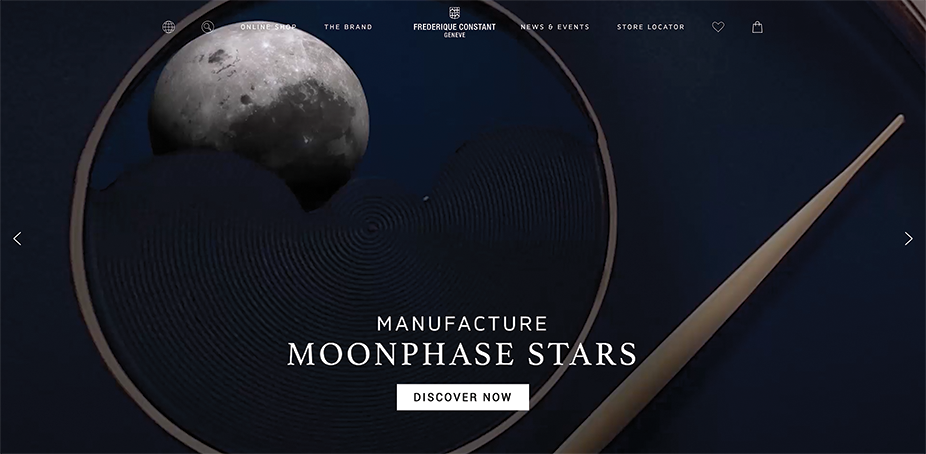 ONLINE SHOP
THE BRAND
FREDERIQUE CONSTANT
GENEVE
NEWS & EVENTS
STORE LOCATOR
MANUFACTURE
MOONPHASE STARS
DISCOVER NOW